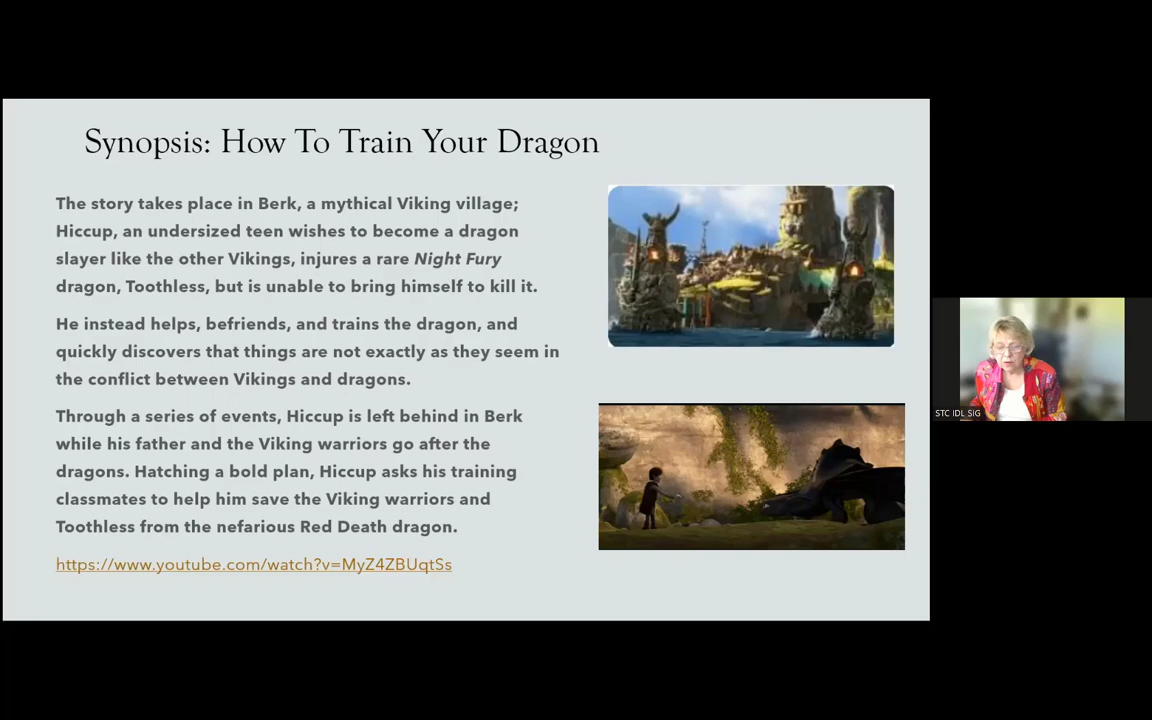 Synopsis: How To Train Your Dragon
The story takes place in Berk, a mythical Viking village;
Hiccup, an undersized teen wishes to become a dragon
slayer like the other Vikings, injures a rare Night Fury
dragon, Toothless, but is unable to bring himself to kill it.
He instead helps, befriends, and trains the dragon, and
quickly discovers that things are not exactly as they seem in
the conflict between Vikings and dragons.
Through a series of events, Hiccup is left behind in Berk
while his father and the Viking warriors go after the
dragons. Hatching a bold plan, Hiccup asks his training
classmates to help him save the Viking warriors and
Toothless from the nefarious Red Death dragon.
https://www.youtube.com/watch?v=MyZ4ZBUqtSs
STC IDL SIG